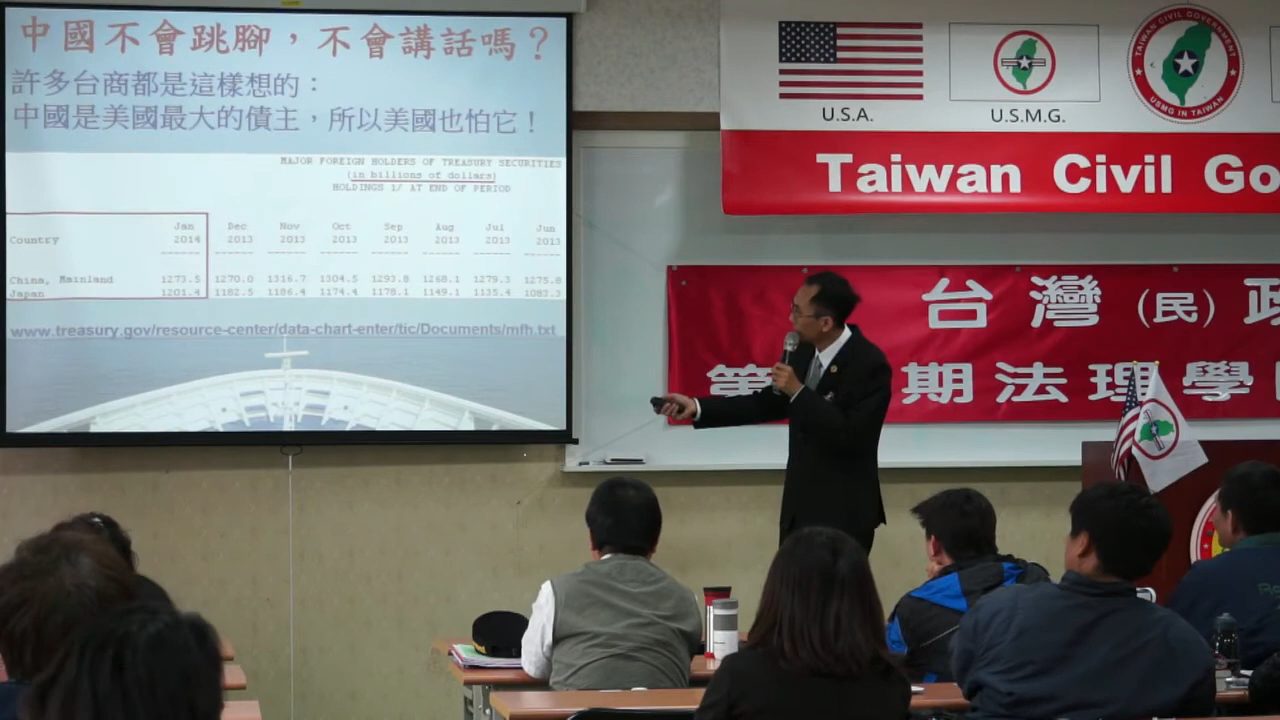 中國不會跳腳，不會講話嗎？
許多台商都是這樣想的：
中國是美國最大的債主，所以美國也怕它！
MAJOR FOREIGN HOLDERS OF TREASURY SECURITIES
(in billions of dollars)
HOLDINGS 1/ AT END OF PERIOD
Jan Dec Nov Oct Sep Aug Jul Jun
Country 2014 2013 2013 2013 2013 2013 2013 2013
------ ------ ------ ------ ------ ------ ------ ------
China, Mainland 1273.5 1270.0 1316.7 1304.5 1293.8 1268.1 1279.3 1275.8
Japan 1201.4 1182.5 1186.4 1174.4 1178.1 1149.1 1135.4 1083.3
www.treasury.gov/resource-center/data-chart-enter/tic/Documents/mfh.txt
U.S.A.
U.S.M.G.
TAIWAN CIVIL GOVERNMENT
USMG IN TAIWAN
Taiwan Civil Go
台灣(民)政
第 期法理學